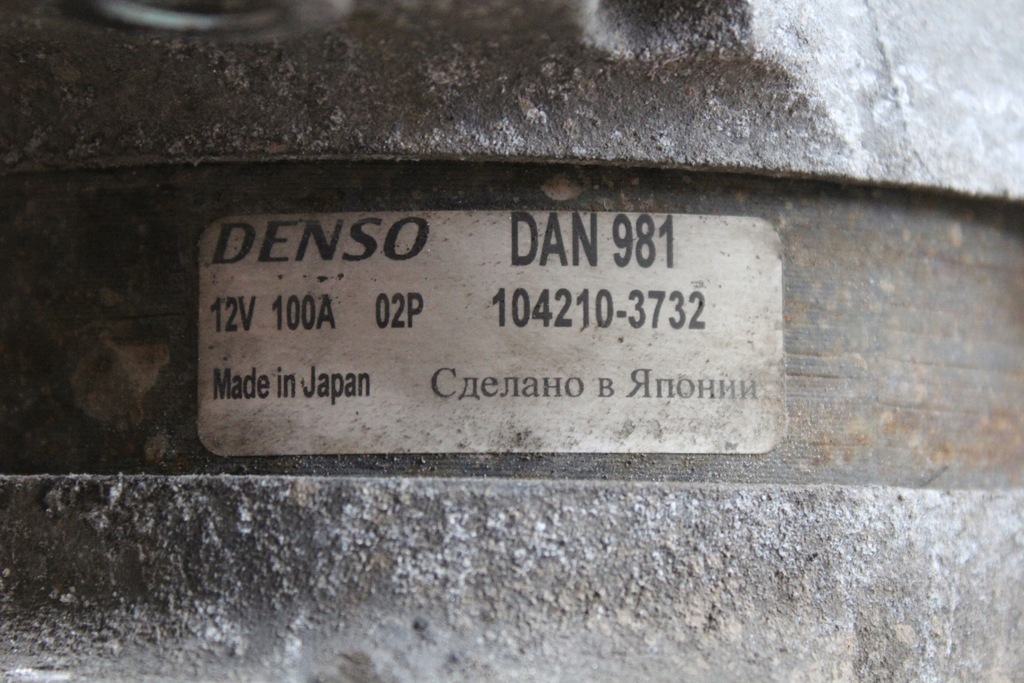 DENSO DAN 981
12V 100A 02P 104210-3732
Made in Japan Сделано в Японии